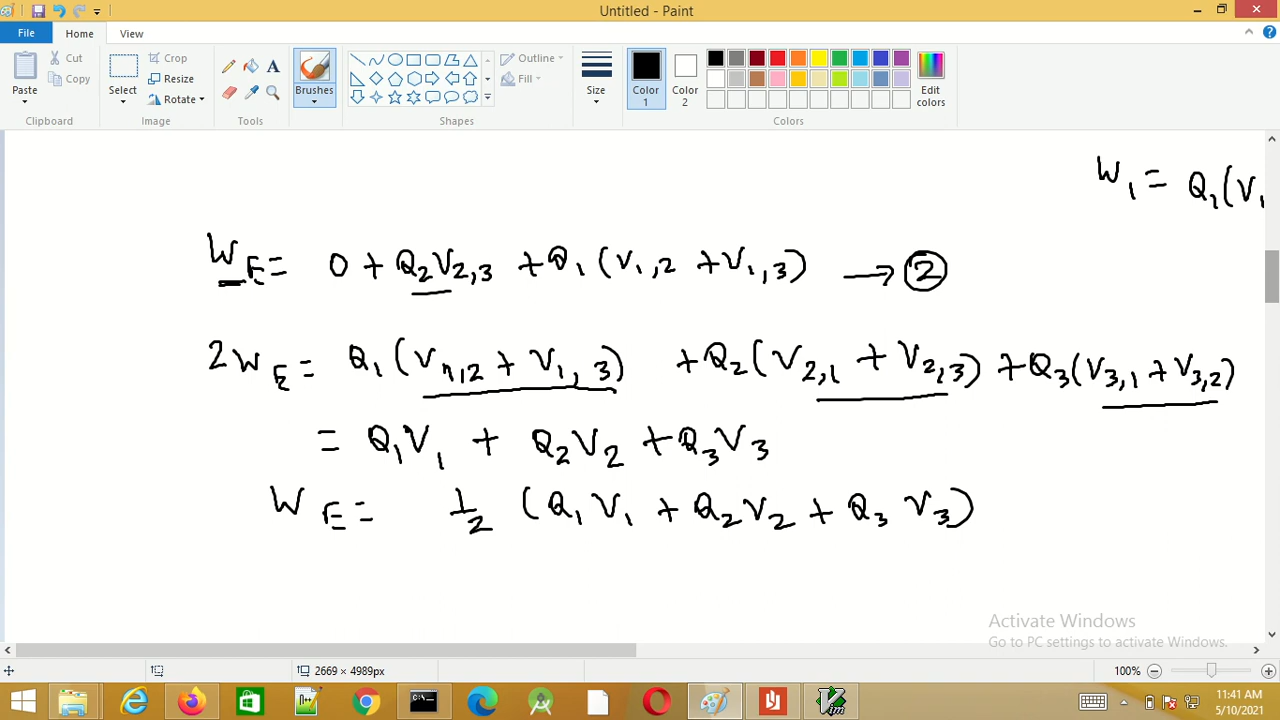 Untitled - Paint
File Home View
Paste Cut Copy Clipboard
Select Crop Resize Rotate Image
Tools
Brushes
Outline Fill Shapes
Size
Color 1 Color 2
Edit colors
Colors
W₁ = Q₁(V₁
W_E = 0 + Q₂V₂,₃ + Q₁(V₁,₂ + V₁,₃) → ②
2W_E = Q₁(V₁,₂ + V₁,₃) + Q₂(V₂,₁ + V₂,₃) + Q₃(V₃,₁ + V₃,₂)
= Q₁V₁ + Q₂V₂ + Q₃V₃
W_E = 1/2 (Q₁V₁ + Q₂V₂ + Q₃V₃)
Activate Windows
Go to PC settings to activate Windows.
2669 × 4989px
100%
11:41 AM
5/10/2021